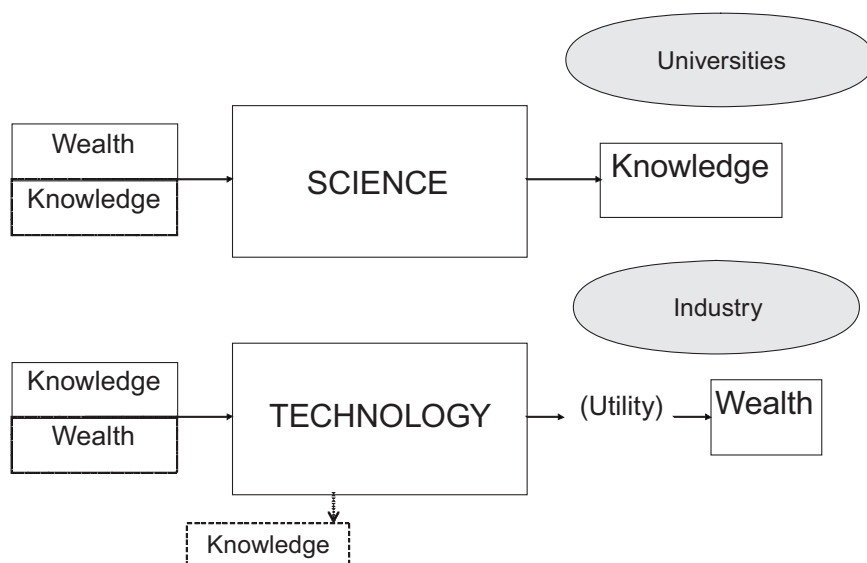 Universities
Wealth
Knowledge
SCIENCE
Knowledge
Industry
Knowledge
Wealth
TECHNOLOGY
(Utility)
Wealth
Knowledge